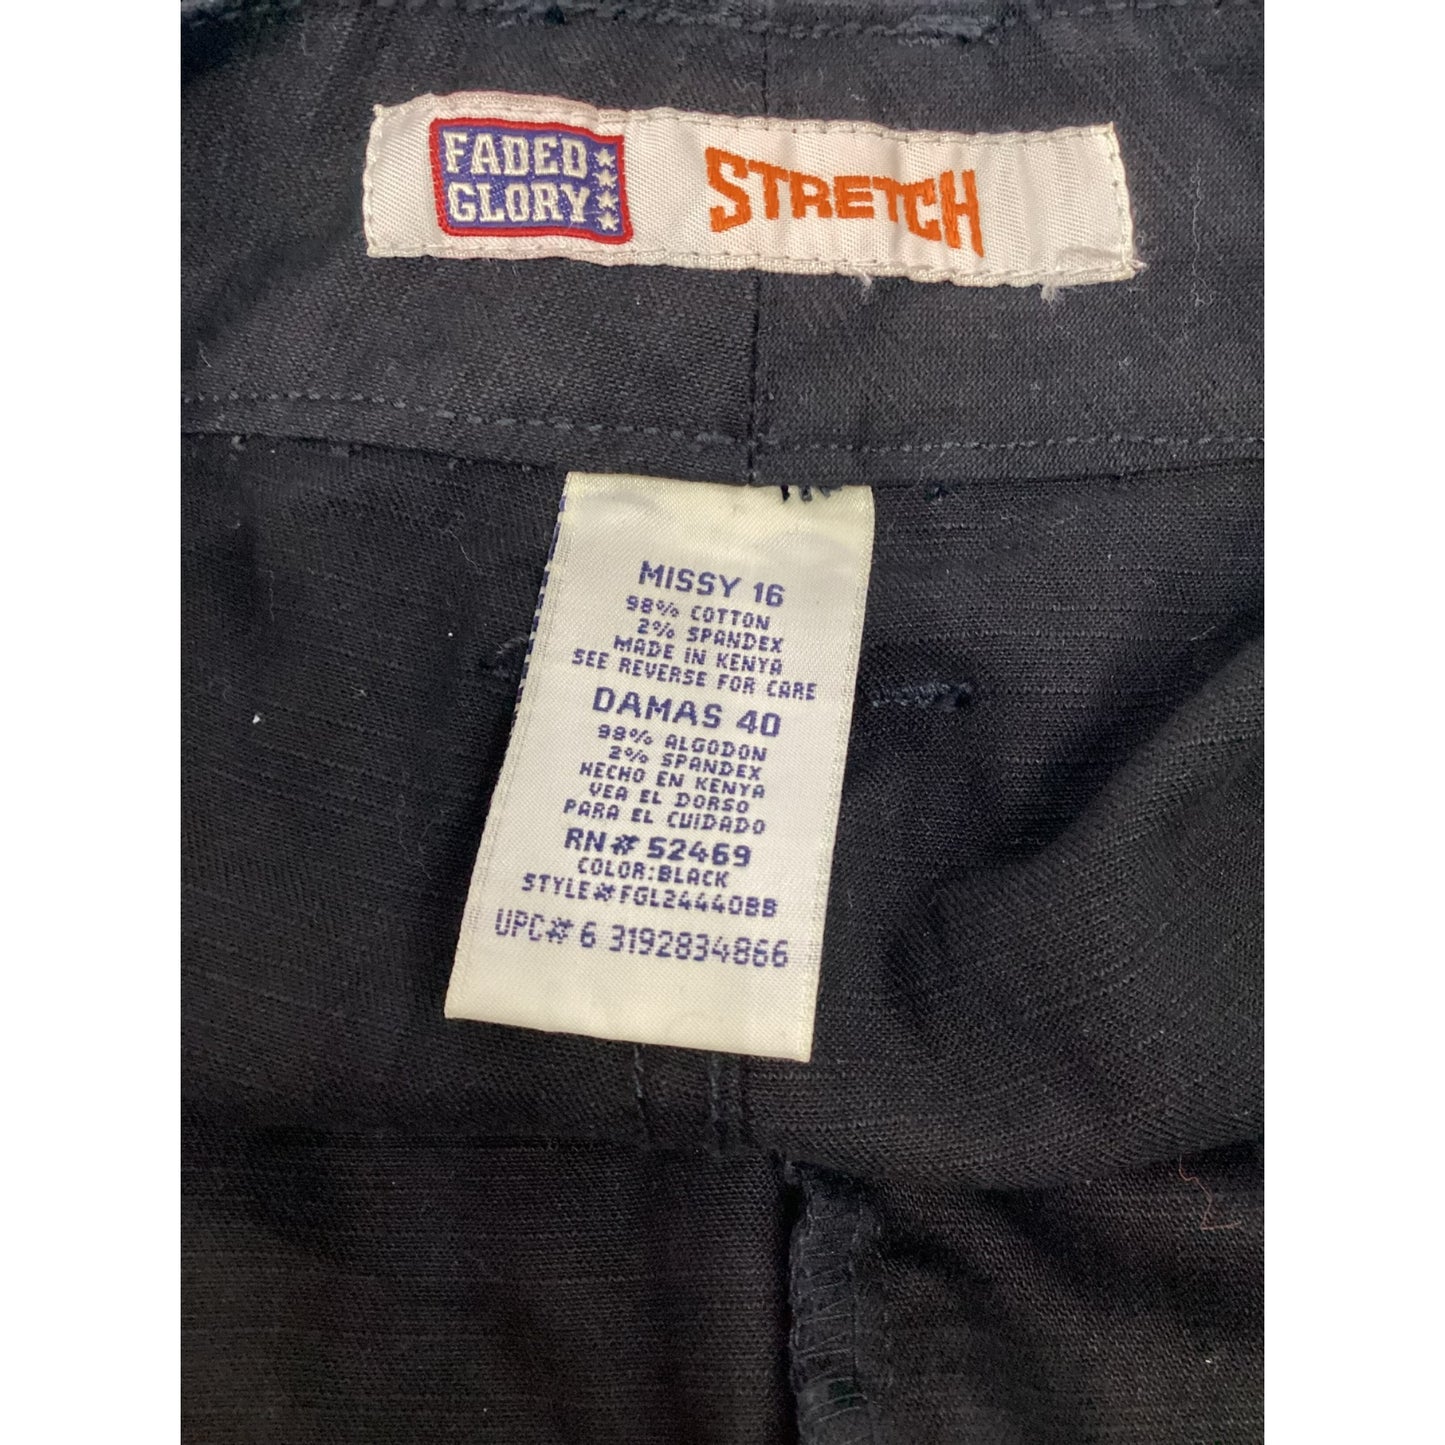 FADED
GLORY
STRETCH
MISSY 16
98% COTTON
2% SPANDEX
MADE IN KENYA
SEE REVERSE FOR CARE
DAMAS 40
98% ALGODON
2% SPANDEX
HECHO EN KENYA
VEA EL DORSO
PARA EL CUIDADO
RN# 52469
COLOR:BLACK
STYLE#FGL24440BB
UPC# 6 3192834866